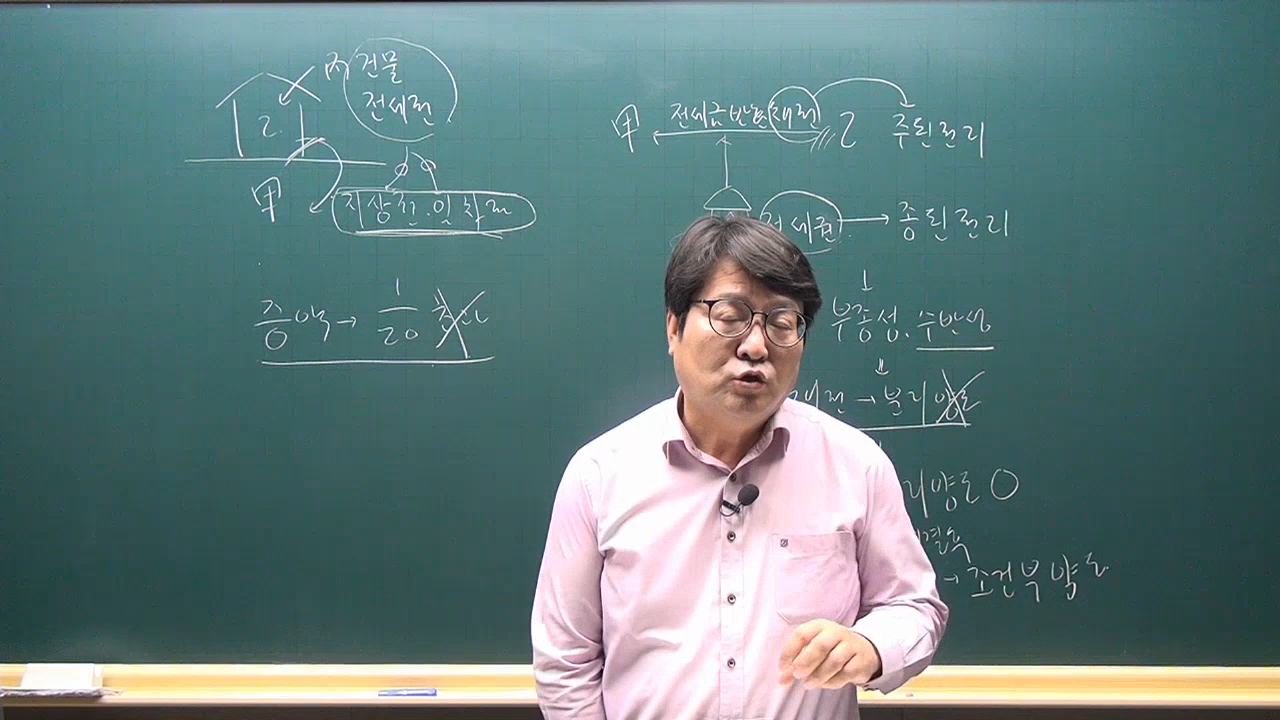 丙 건물
전세권
乙
甲
지상권·임차권
증액→ 1/20 초과
甲 전세금반환채권 乙 주된권리
전세권 → 종된권리
부종성, 수반성
→ 분리양도
리양도 O
→ 조건부 양도